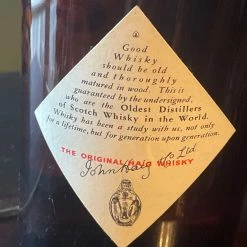 Good
Whisky
should be old
and thoroughly
matured in wood. This is
guaranteed by the undersigned,
who are the Oldest Distillers
of Scotch Whisky in the World.
Whisky has been a study with us, not only
for a lifetime, but for generation upon generation.
THE ORIGINAL HAIG WHISKY
John Haig & Co Ltd